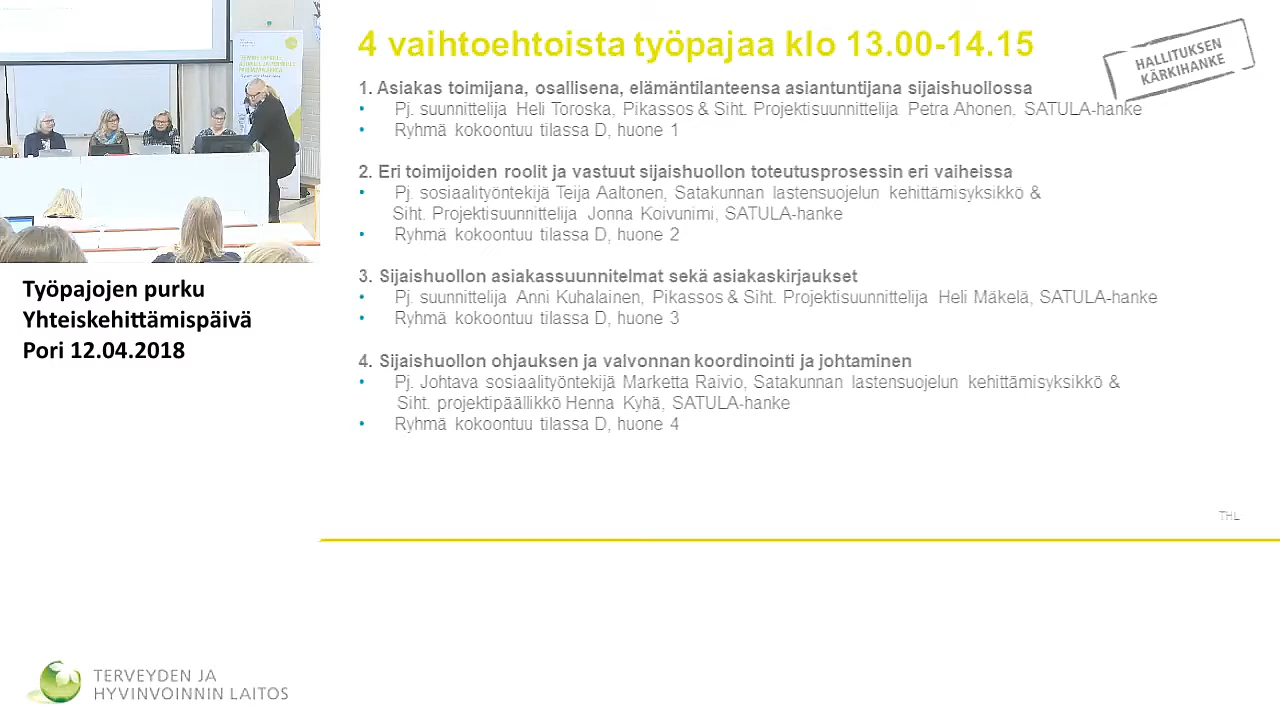 4 vaihtoehtoista työpajaa klo 13.00-14.15
HALLITUKSEN
KÄRKIHANKE
1. Asiakas toimijana, osallisena, elämäntilanteensa asiantuntijana sijaishuollossa
• Pj. suunnittelija Heli Toroska, Pikassos & Siht. Projektisuunnittelija Petra Ahonen. SATULA-hanke
• Ryhmä kokoontuu tilassa D, huone 1
2. Eri toimijoiden roolit ja vastuut sijaishuollon toteutusprosessin eri vaiheissa
• Pj. sosiaalityöntekijä Teija Aaltonen, Satakunnan lastensuojelun kehittämisyksikkö &
Siht. Projektisuunnittelija Jonna Koivunimi, SATULA-hanke
• Ryhmä kokoontuu tilassa D, huone 2
3. Sijaishuollon asiakassuunnitelmat sekä asiakaskirjaukset
• Pj. suunnittelija Anni Kuhalainen, Pikassos & Siht. Projektisuunnittelija Heli Mäkelä, SATULA-hanke
• Ryhmä kokoontuu tilassa D, huone 3
4. Sijaishuollon ohjauksen ja valvonnan koordinointi ja johtaminen
• Pj. Johtava sosiaalityöntekijä Marketta Raivio, Satakunnan lastensuojelun kehittämisyksikkö &
Siht. projektipäällikkö Henna Kyhä, SATULA-hanke
• Ryhmä kokoontuu tilassa D, huone 4
THL
Työpajojen purku
Yhteiskehittämispäivä
Pori 12.04.2018
TERVEYDEN JA
HYVINVOINNIN LAITOS